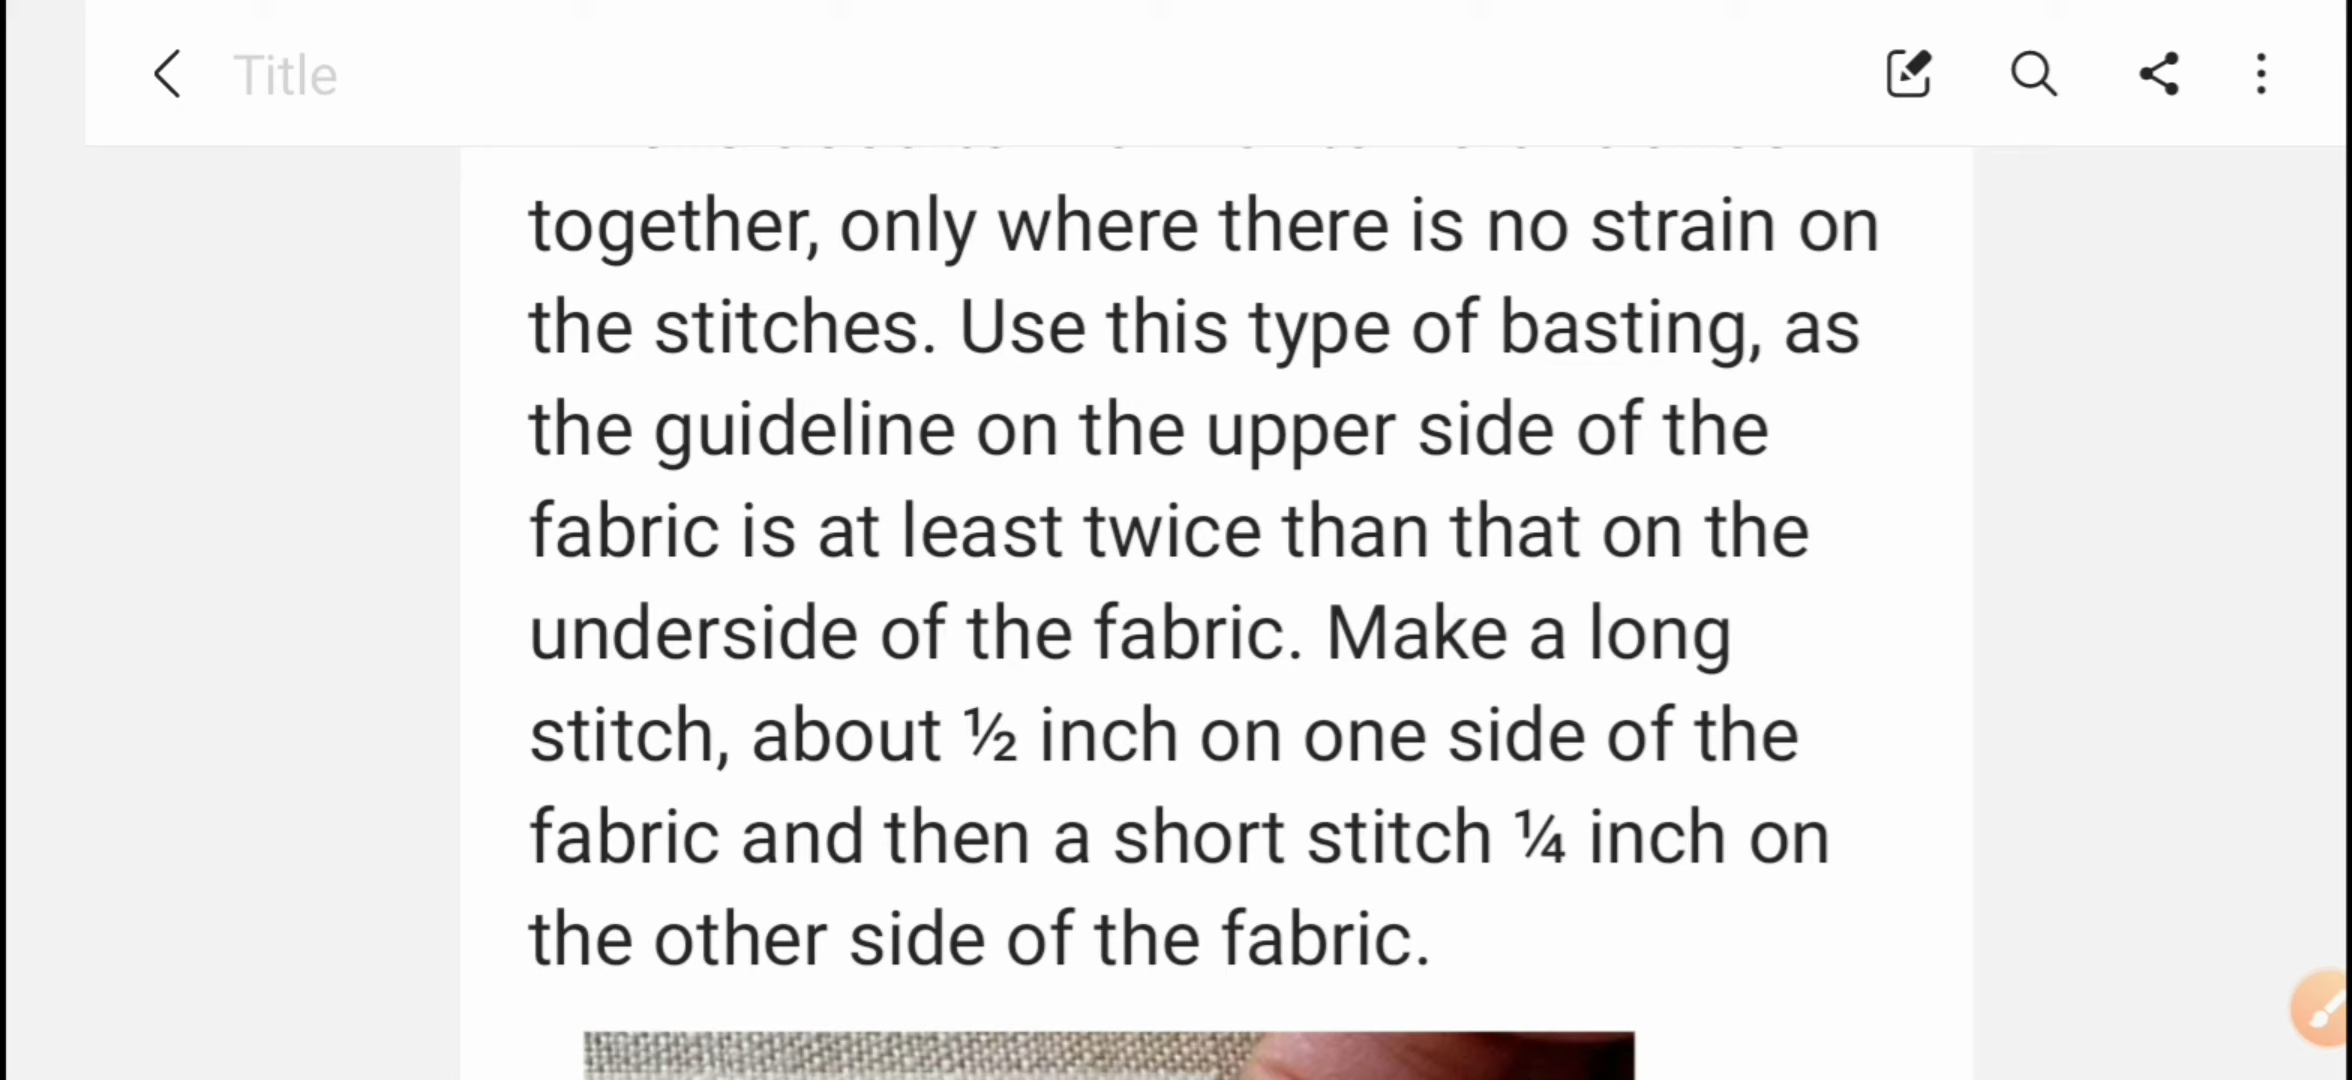 Title
together, only where there is no strain on
the stitches. Use this type of basting, as
the guideline on the upper side of the
fabric is at least twice than that on the
underside of the fabric. Make a long
stitch, about ½ inch on one side of the
fabric and then a short stitch ¼ inch on
the other side of the fabric.